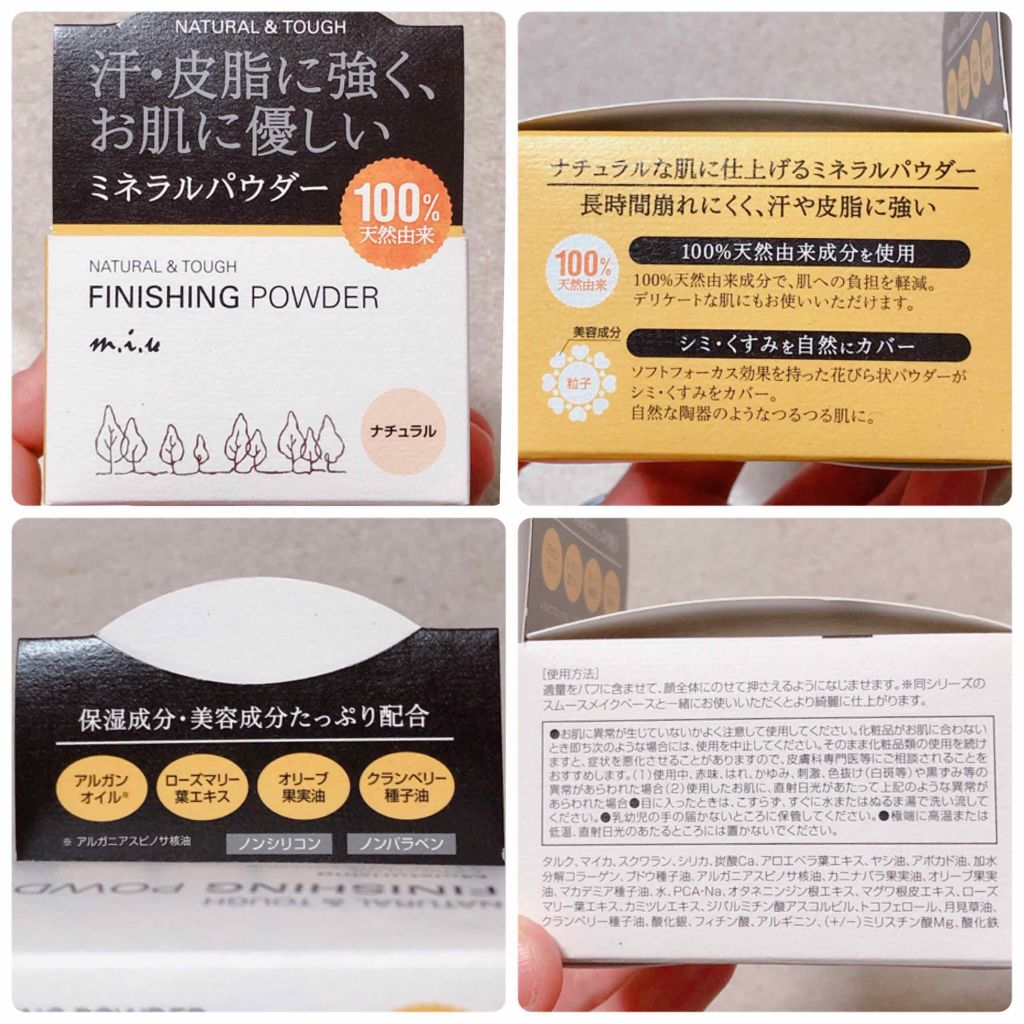 NATURAL & TOUGH
汗・皮脂に強く、
お肌に優しい
ミネラルパウダー
100%
天然由来
NATURAL & TOUGH
FINISHING POWDER
m.i.u
ナチュラル
ナチュラルな肌に仕上げるミネラルパウダー
長時間崩れにくく、汗や皮脂に強い
100%
天然由来
100%天然由来成分を使用
100%天然由来成分で、肌への負担を軽減。
デリケートな肌にもお使いいただけます。
美容成分
粒子
シミ・くすみを自然にカバー
ソフトフォーカス効果を持った花びら状パウダーが
シミ・くすみをカバー。
自然な陶器のようなつるつる肌に。
保湿成分・美容成分たっぷり配合
アルガン
オイル※
ローズマリー
葉エキス
オリーブ
果実油
クランベリー
種子油
※ アルガニアスピノサ核油
ノンシリコン
ノンパラベン
NATURAL & TOUGH
FINISHING POWD
[使用方法]
適量をパフに含ませて、顔全体にのせて押さえるようになじませます。※同シリーズの
スムースメイクベースと一緒にお使いいただくとより綺麗に仕上がります。
●お肌に異常が生じていないかよく注意して使用してください。化粧品がお肌に合わない
とき即ち次のような場合には、使用を中止してください。そのまま化粧品類の使用を続け
ますと、症状を悪化させることがありますので、皮膚科専門医等にご相談されることを
おすすめします。(1)使用中、赤味、はれ、かゆみ、刺激、色抜け(白斑等)や黒ずみ等の
異常があらわれた場合(2)使用したお肌に、直射日光があたって上記のような異常が
あらわれた場合●目に入ったときは、こすらず、すぐに水またはぬるま湯で洗い流して
ください。●乳幼児の手の届かないところに保管してください。●極端に高温または
低温、直射日光のあたるところには置かないでください。
タルク、マイカ、スクワラン、シリカ、炭酸Ca、アロエベラ葉エキス、ヤシ油、アボカド油、加水
分解コラーゲン、ブドウ種子油、アルガニアスピノサ核油、カニナバラ果実油、オリーブ果実
油、マカデミア種子油、水、PCA-Na、オタネニンジン根エキス、マグワ根皮エキス、ローズ
マリー葉エキス、カミツレエキス、ジパルミチン酸アスコルビル、トコフェロール、月見草油、
クランベリー種子油、酸化銀、フィチン酸、アルギニン、(+/−)ミリスチン酸Mg、酸化鉄